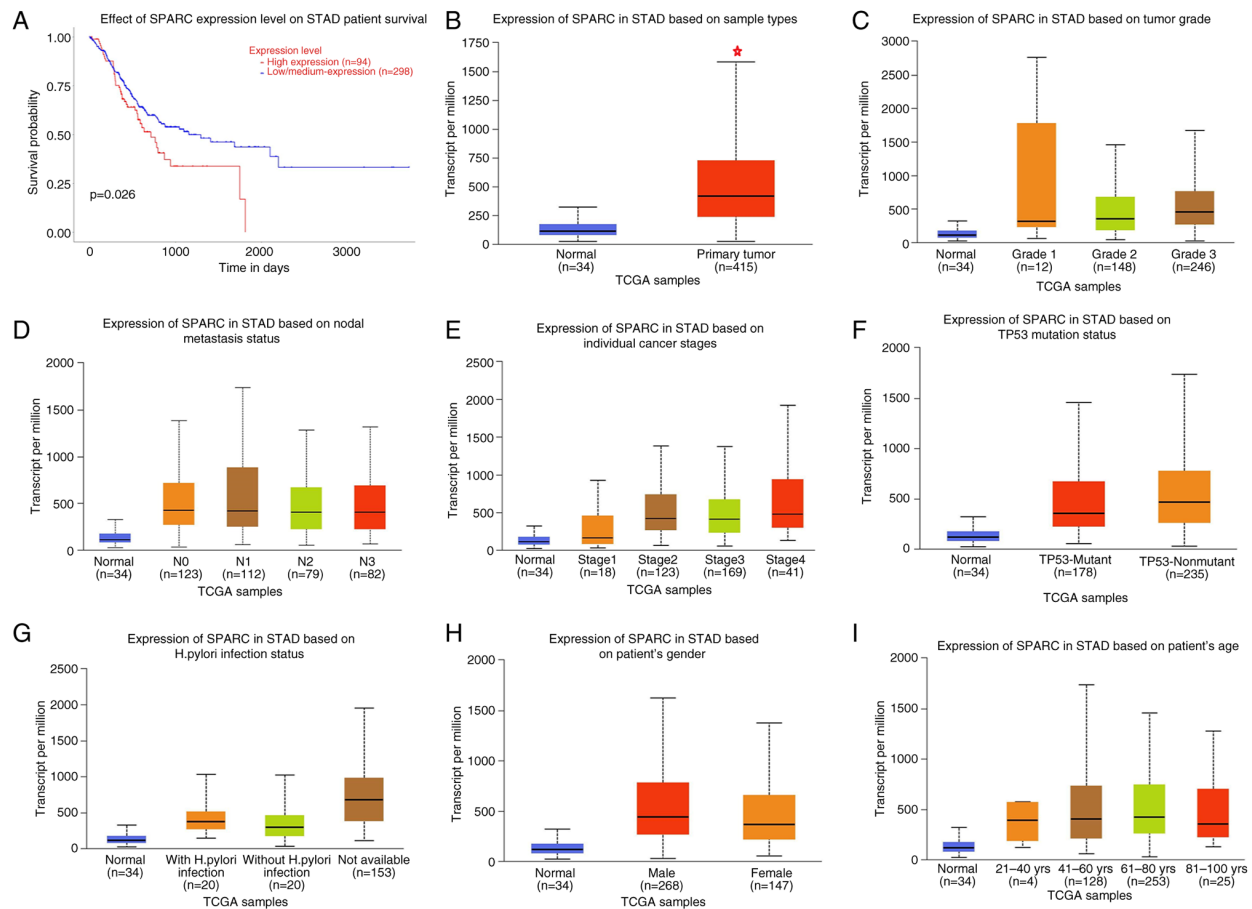 A
Effect of SPARC expression level on STAD patient survival
Survival probability
1.00
0.75
0.50
0.25
0.00
Expression level
High expression (n=94)
Low/medium-expression (n=298)
p=0.026
0 1000 2000 3000
Time in days
B
Expression of SPARC in STAD based on sample types
Transcript per million
1750
1500
1250
1000
750
500
250
0
Normal Primary tumor
(n=34) (n=415)
TCGA samples
C
Expression of SPARC in STAD based on tumor grade
Transcript per million
3000
2500
2000
1500
1000
500
0
Normal Grade 1 Grade 2 Grade 3
(n=34) (n=12) (n=148) (n=246)
TCGA samples
D
Expression of SPARC in STAD based on nodal
metastasis status
Transcript per million
2000
1500
1000
500
0
Normal N0 N1 N2 N3
(n=34) (n=123) (n=112) (n=79) (n=82)
TCGA samples
E
Expression of SPARC in STAD based on
individual cancer stages
Transcript per million
2500
2000
1500
1000
500
0
Normal Stage1 Stage2 Stage3 Stage4
(n=34) (n=18) (n=123) (n=169) (n=41)
TCGA samples
F
Expression of SPARC in STAD based on
TP53 mutation status
Transcript per million
2000
1500
1000
500
0
Normal TP53-Mutant TP53-Nonmutant
(n=34) (n=178) (n=235)
TCGA samples
G
Expression of SPARC in STAD based on
H.pylori infection status
Transcript per million
2500
2000
1500
1000
500
0
Normal With H.pylori Without H.pylori Not available
(n=34) infection infection (n=153)
(n=20) (n=20)
TCGA samples
H
Expression of SPARC in STAD based
on patient's gender
Transcript per million
2000
1500
1000
500
0
Normal Male Female
(n=34) (n=268) (n=147)
TCGA samples
I
Expression of SPARC in STAD based on patient's age
Transcript per million
2000
1500
1000
500
0
Normal 21–40 yrs 41–60 yrs 61–80 yrs 81–100 yrs
(n=34) (n=4) (n=128) (n=253) (n=25)
TCGA samples